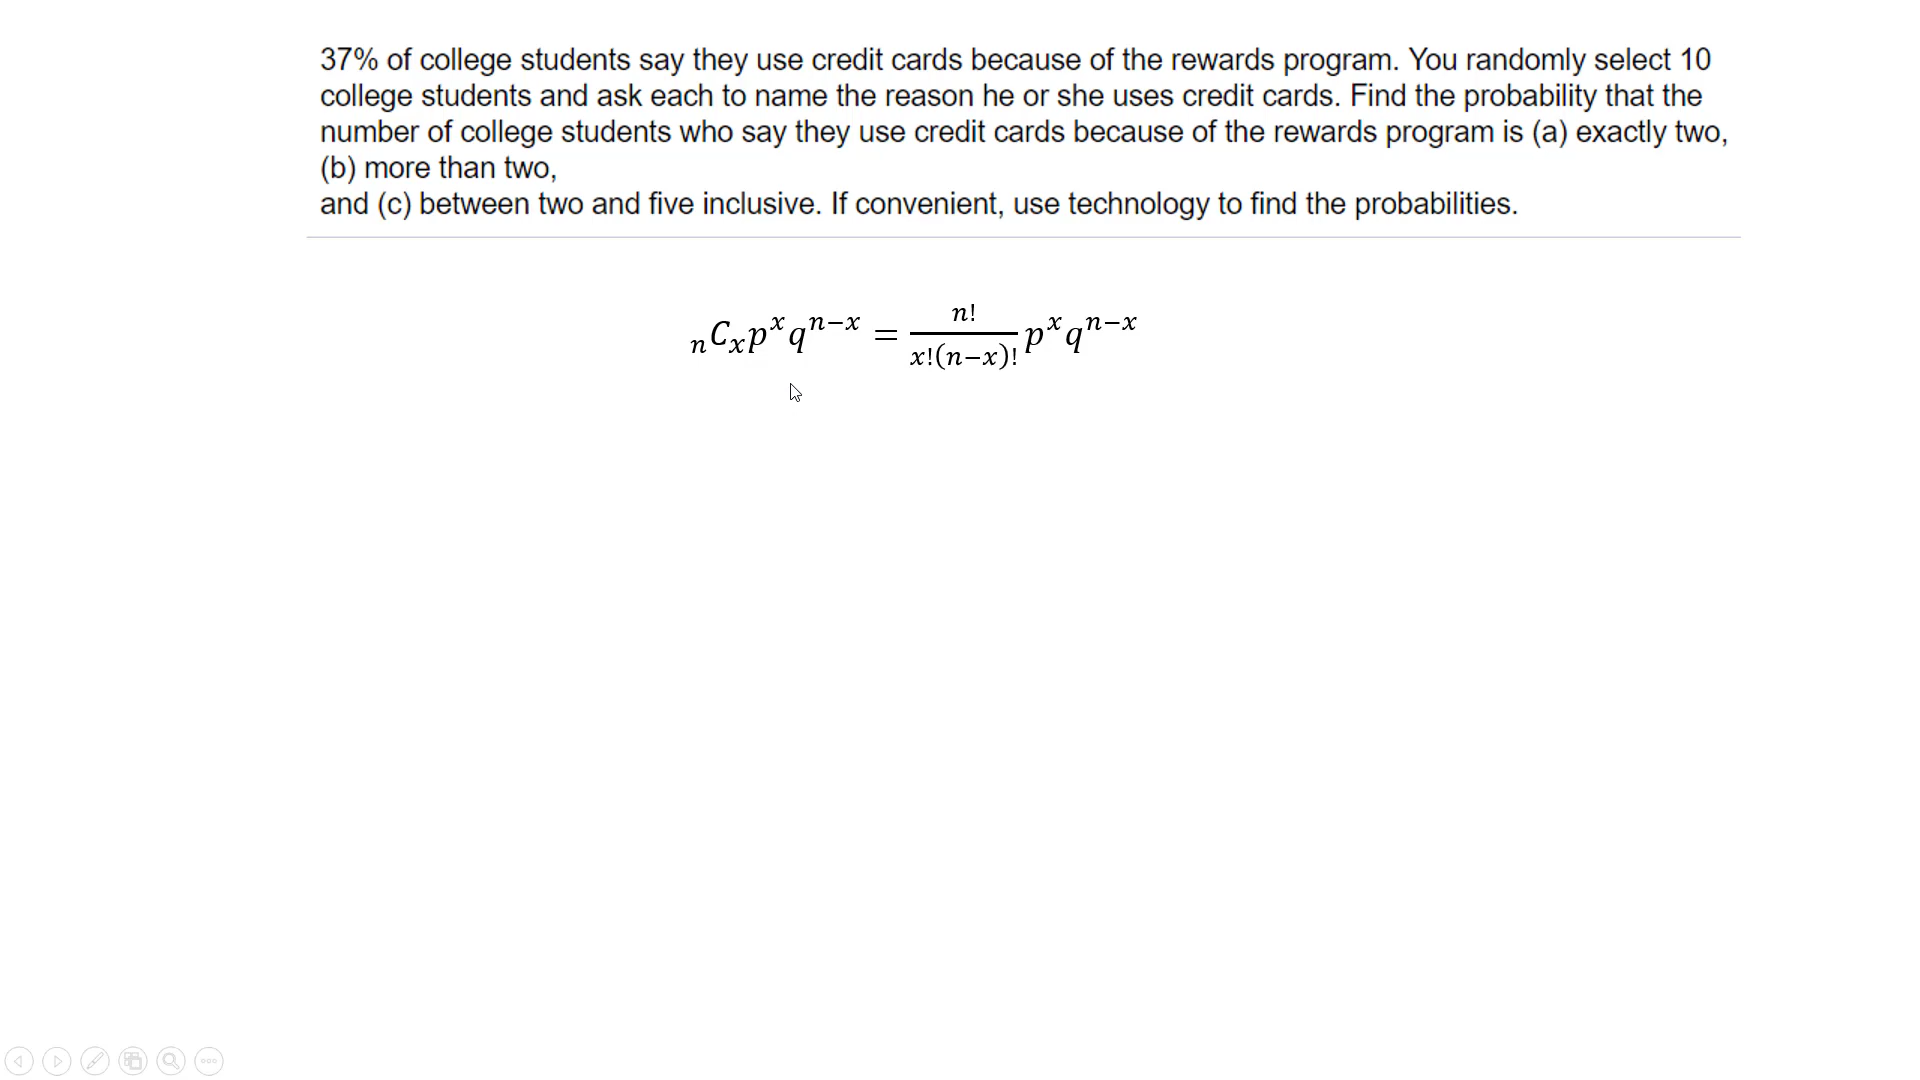 37% of college students say they use credit cards because of the rewards program. You randomly select 10
college students and ask each to name the reason he or she uses credit cards. Find the probability that the
number of college students who say they use credit cards because of the rewards program is (a) exactly two,
(b) more than two,
and (c) between two and five inclusive. If convenient, use technology to find the probabilities.
ₙCₓpˣqⁿ⁻ˣ = n!/(x!(n−x)!) pˣqⁿ⁻ˣ